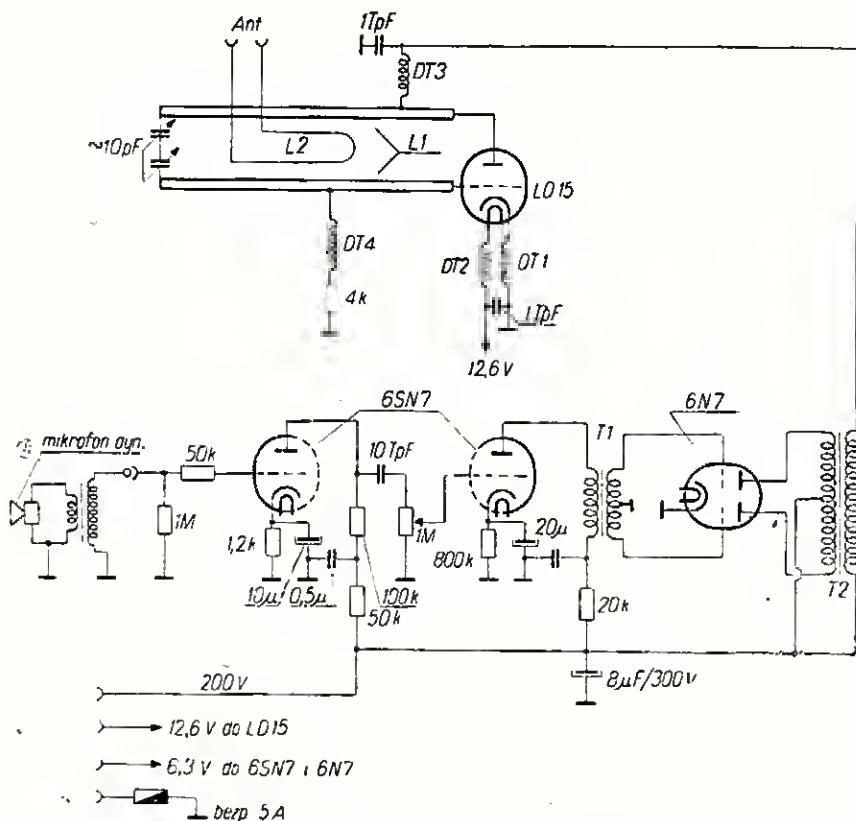 Ant
1TpF
DT3
~10pF
L2
L1
LD15
DT4
DT2
DT1
4k
1TpF
12,6 V
6SN7
6N7
mikrofon dyn.
50k
10TpF
T1
1M
1M
20µ
1,2k
800k
10µ
0,5µ
100k
50k
20k
T2
200V
8µF/300V
12,6 V do LD15
6,3 V do 6SN7 i 6N7
bezp 5A